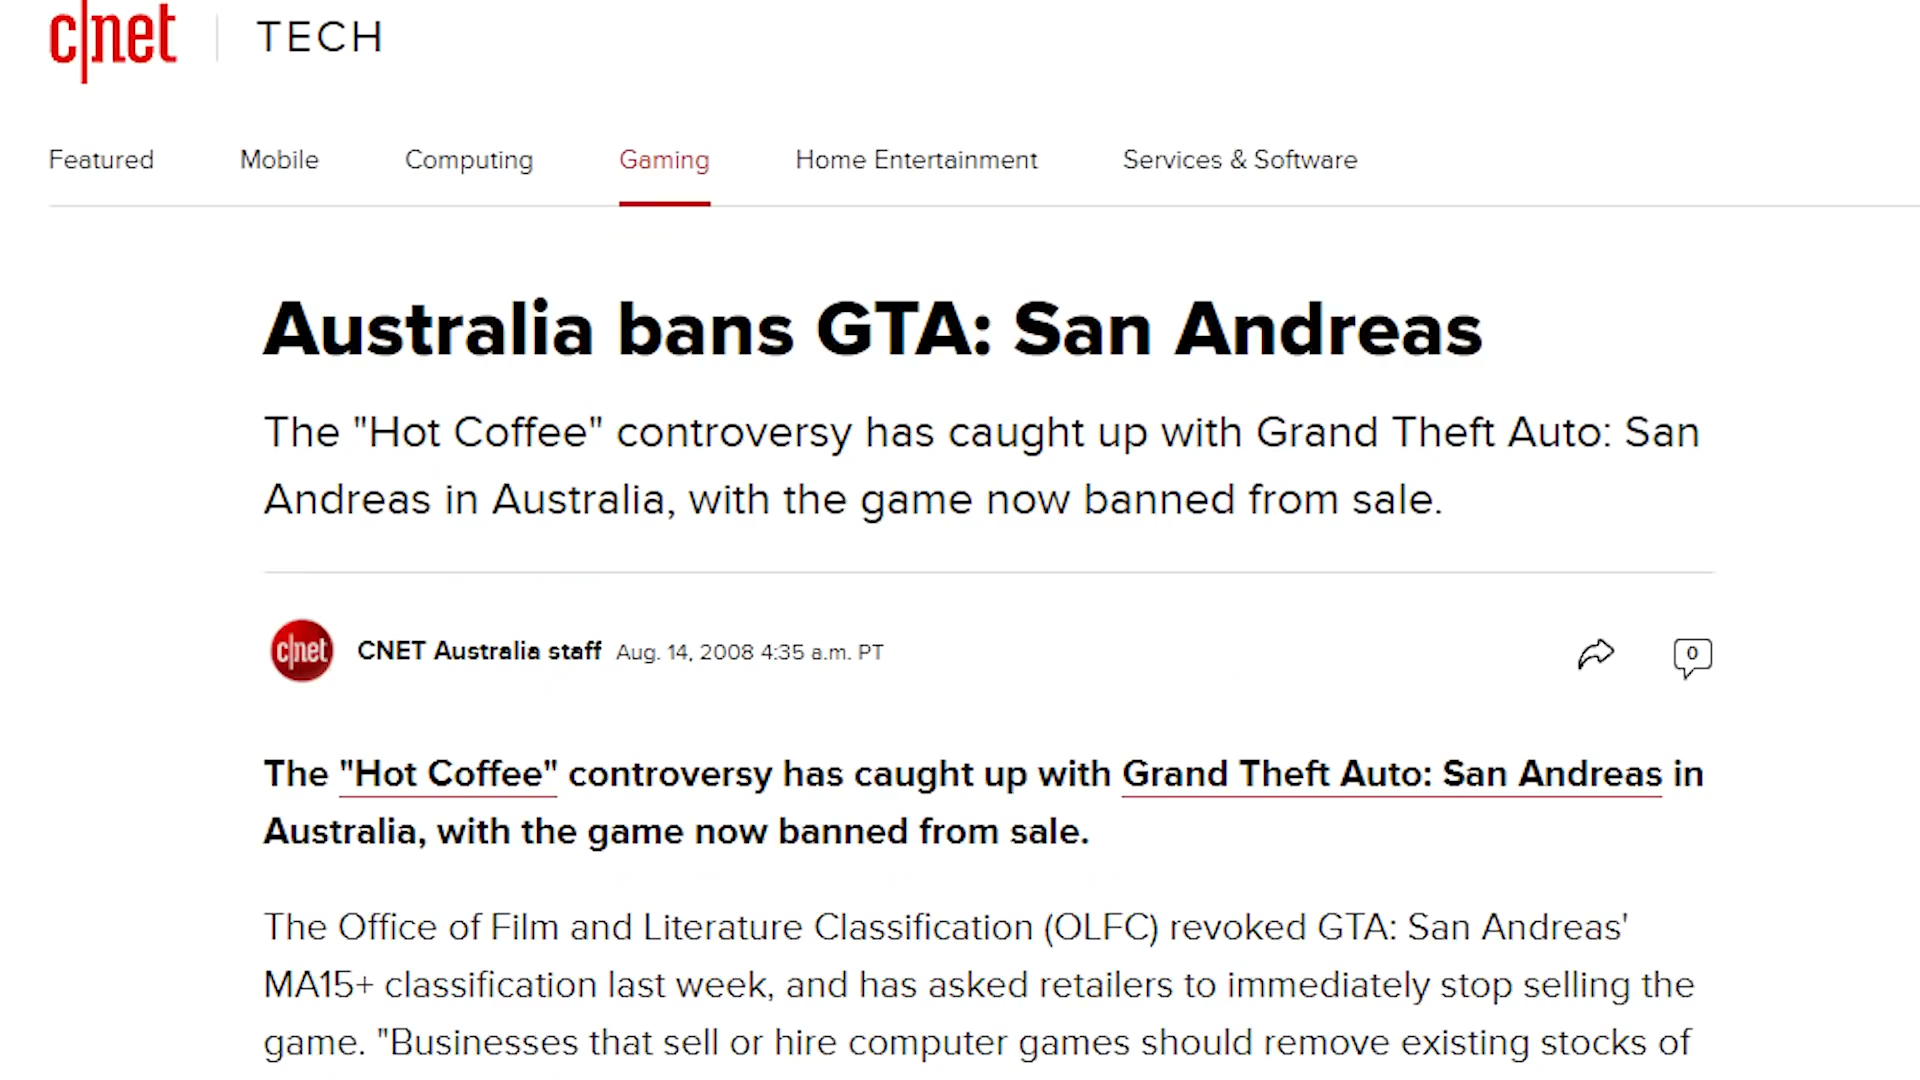 c|net TECH
Featured Mobile Computing Gaming Home Entertainment Services & Software
Australia bans GTA: San Andreas
The "Hot Coffee" controversy has caught up with Grand Theft Auto: San
Andreas in Australia, with the game now banned from sale.
c|net CNET Australia staff Aug. 14, 2008 4:35 a.m. PT 0
The "Hot Coffee" controversy has caught up with Grand Theft Auto: San Andreas in
Australia, with the game now banned from sale.
The Office of Film and Literature Classification (OLFC) revoked GTA: San Andreas'
MA15+ classification last week, and has asked retailers to immediately stop selling the
game. "Businesses that sell or hire computer games should remove existing stocks of